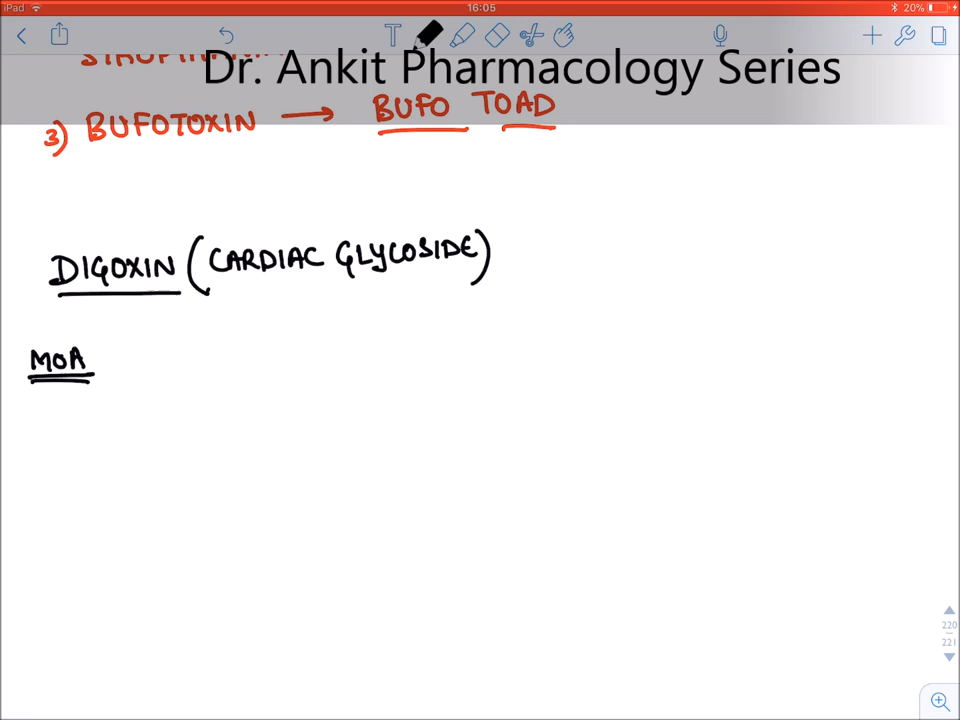 iPad 16:05 20%
T
Dr. Ankit Pharmacology Series
3) BUFOTOXIN → BUFO TOAD
DIGOXIN (CARDIAC GLYCOSIDE)
MOA
220
221